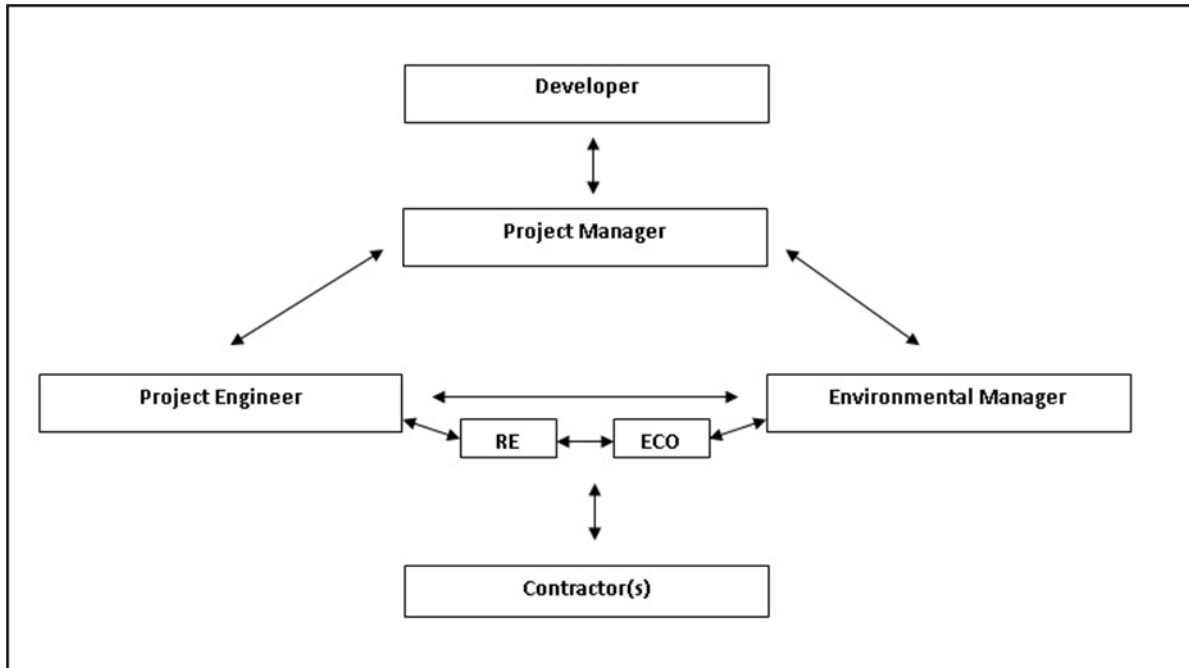 Developer
Project Manager
Project Engineer
Environmental Manager
RE
ECO
Contractor(s)